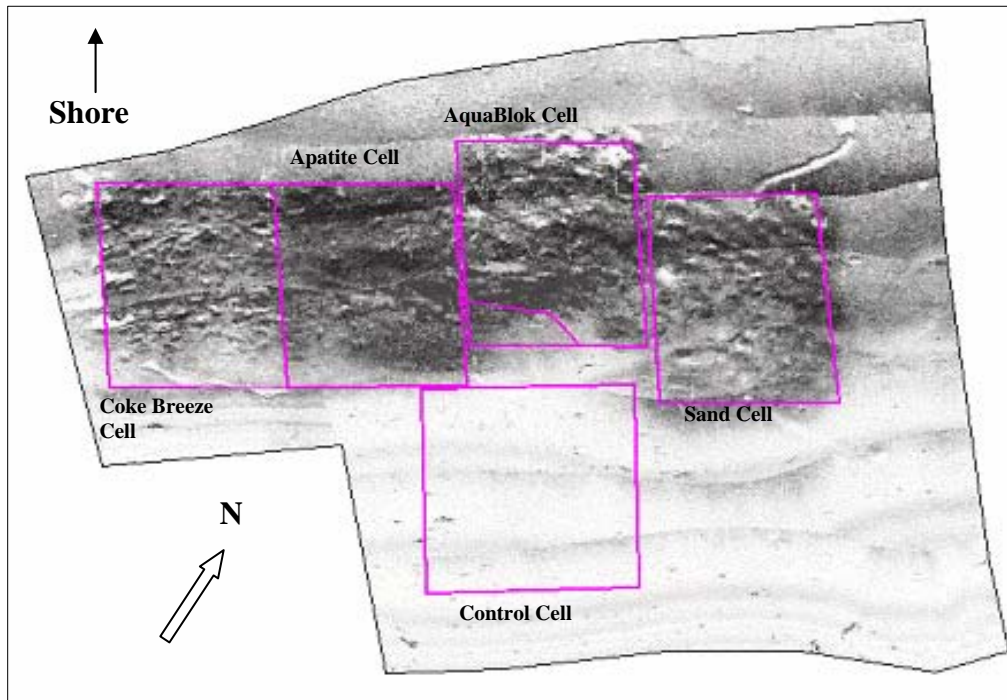 Shore
AquaBlok Cell
Apatite Cell
Coke Breeze
Cell
Sand Cell
N
Control Cell